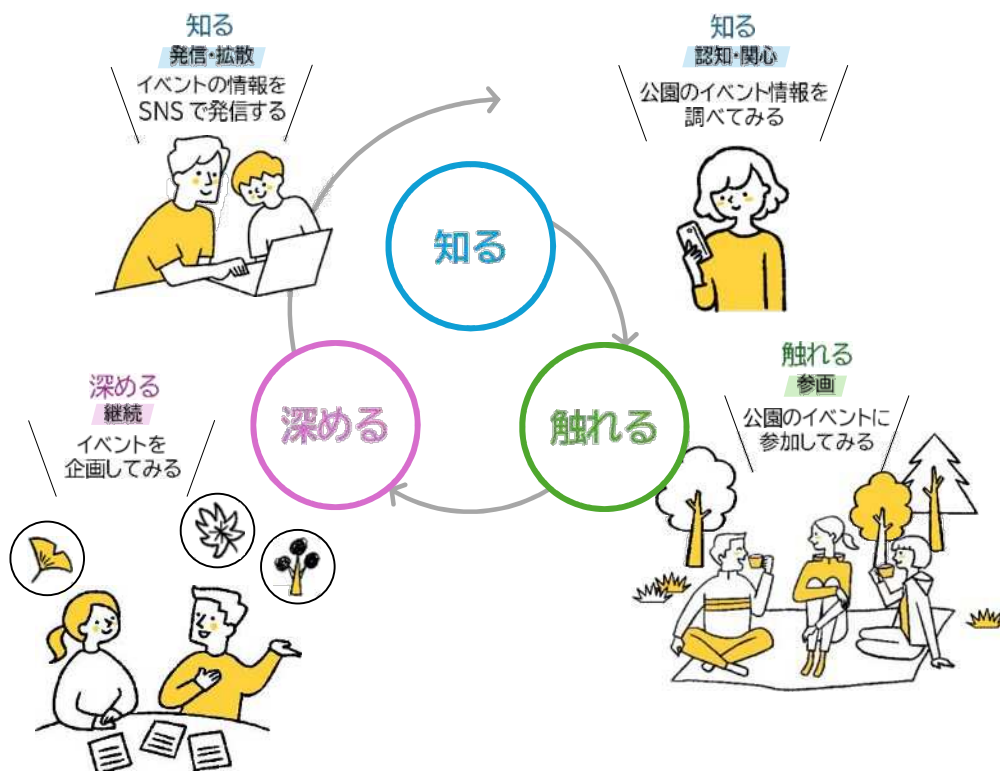 知る
発信・拡散
イベントの情報を
SNSで発信する
知る
認知・関心
公園のイベント情報を
調べてみる
知る
触れる
深める
触れる
参画
公園のイベントに
参加してみる
深める
継続
イベントを
企画してみる